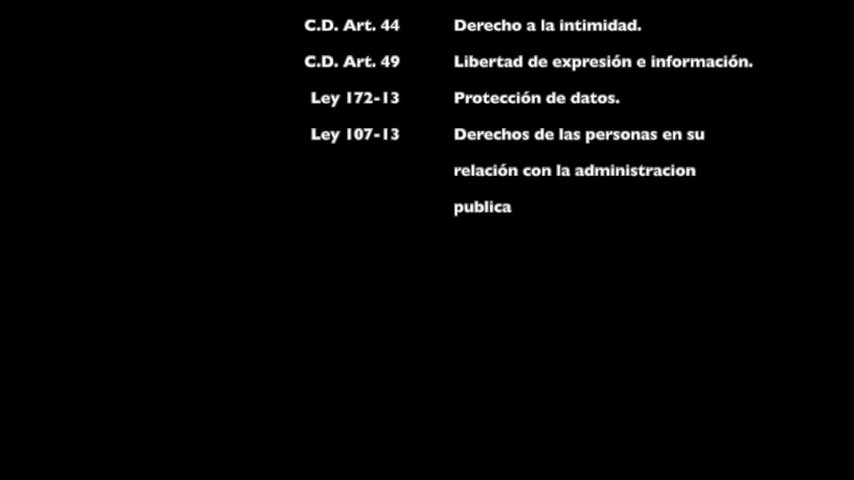 C.D. Art. 44 Derecho a la intimidad.
C.D. Art. 49 Libertad de expresión e información.
Ley 172-13 Protección de datos.
Ley 107-13 Derechos de las personas en su
relación con la administracion
publica